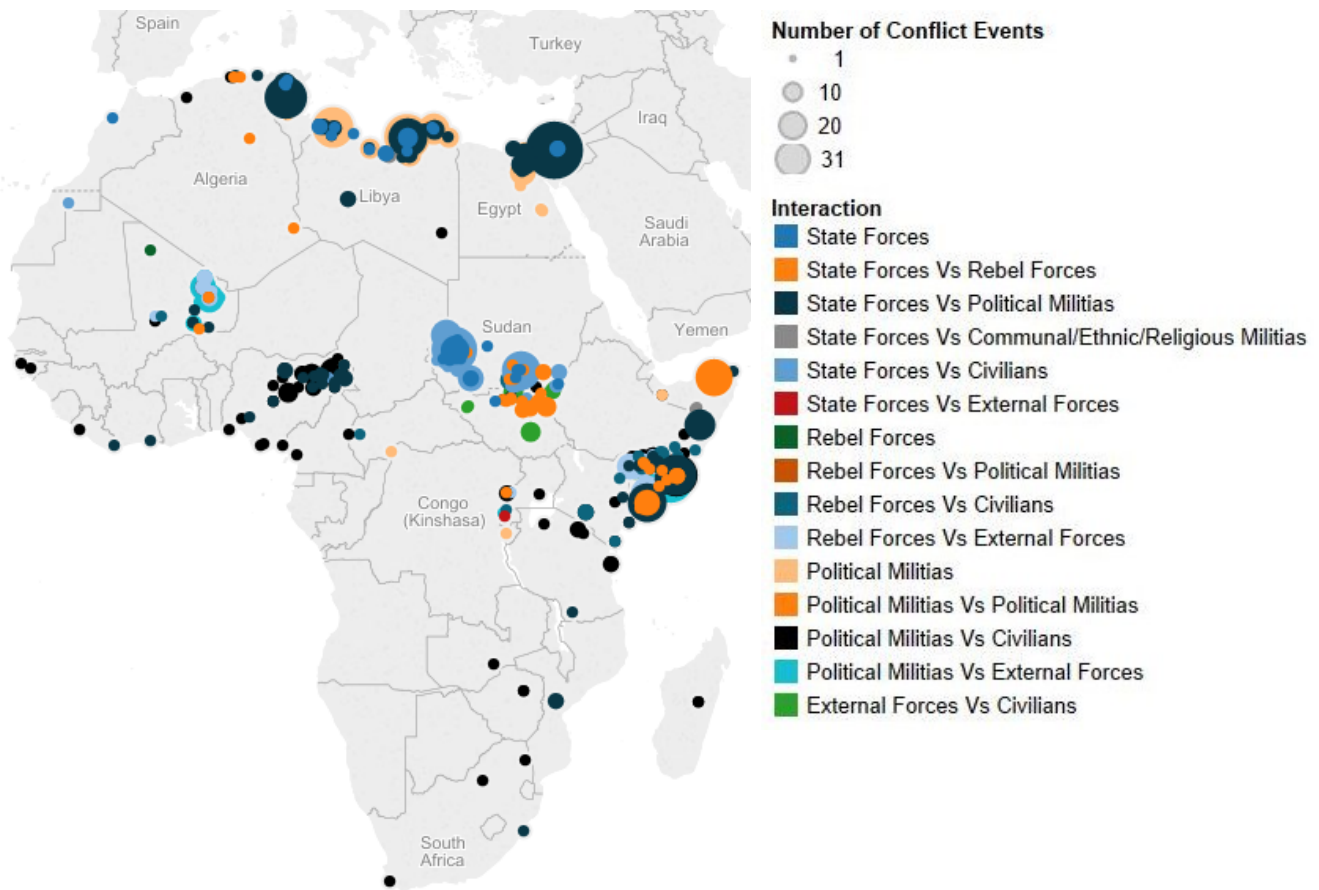 Spain
Turkey
Iraq
Algeria
Libya
Egypt
Saudi
Arabia
Sudan
Yemen
Congo
(Kinshasa)
South
Africa
Number of Conflict Events
1
10
20
31
Interaction
State Forces
State Forces Vs Rebel Forces
State Forces Vs Political Militias
State Forces Vs Communal/Ethnic/Religious Militias
State Forces Vs Civilians
State Forces Vs External Forces
Rebel Forces
Rebel Forces Vs Political Militias
Rebel Forces Vs Civilians
Rebel Forces Vs External Forces
Political Militias
Political Militias Vs Political Militias
Political Militias Vs Civilians
Political Militias Vs External Forces
External Forces Vs Civilians